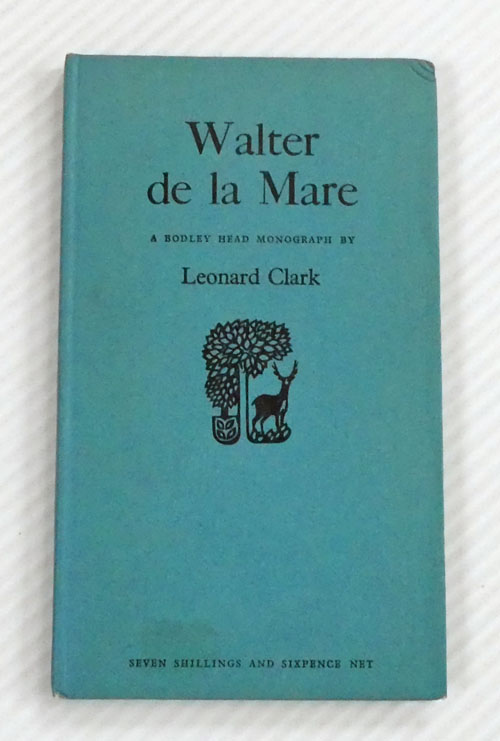 Walter
de la Mare
A BODLEY HEAD MONOGRAPH BY
Leonard Clark
SEVEN SHILLINGS AND SIXPENCE NET